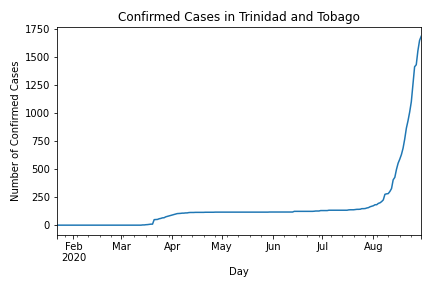 Confirmed Cases in Trinidad and Tobago
1750
1500
1250
1000
750
500
250
0
Number of Confirmed Cases
Feb Mar Apr May Jun Jul Aug
2020
Day